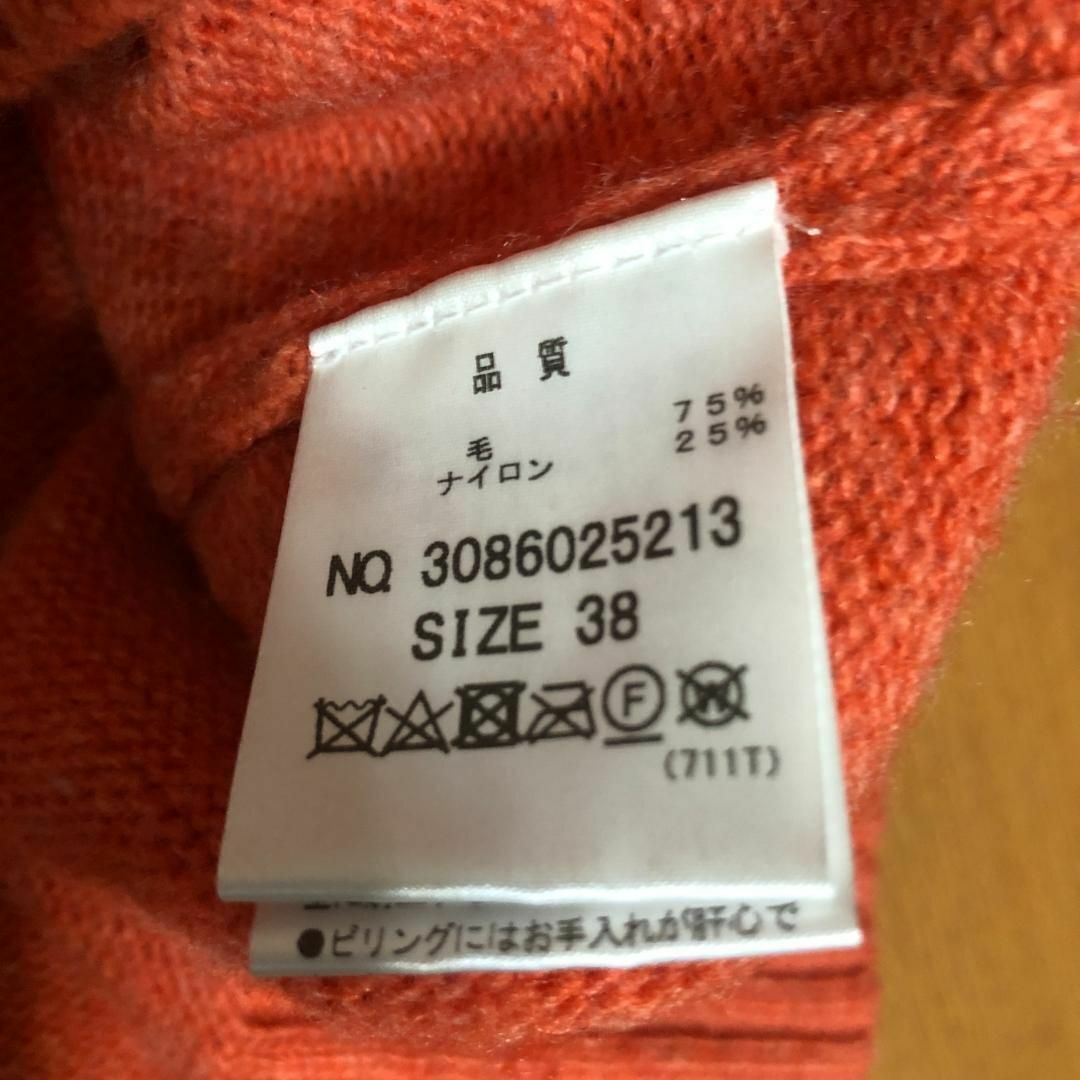 品 質
毛 75%
ナイロン 25%
NO. 3086025213
SIZE 38
F W
(711T)
●ピリングにはお手入れが肝心で